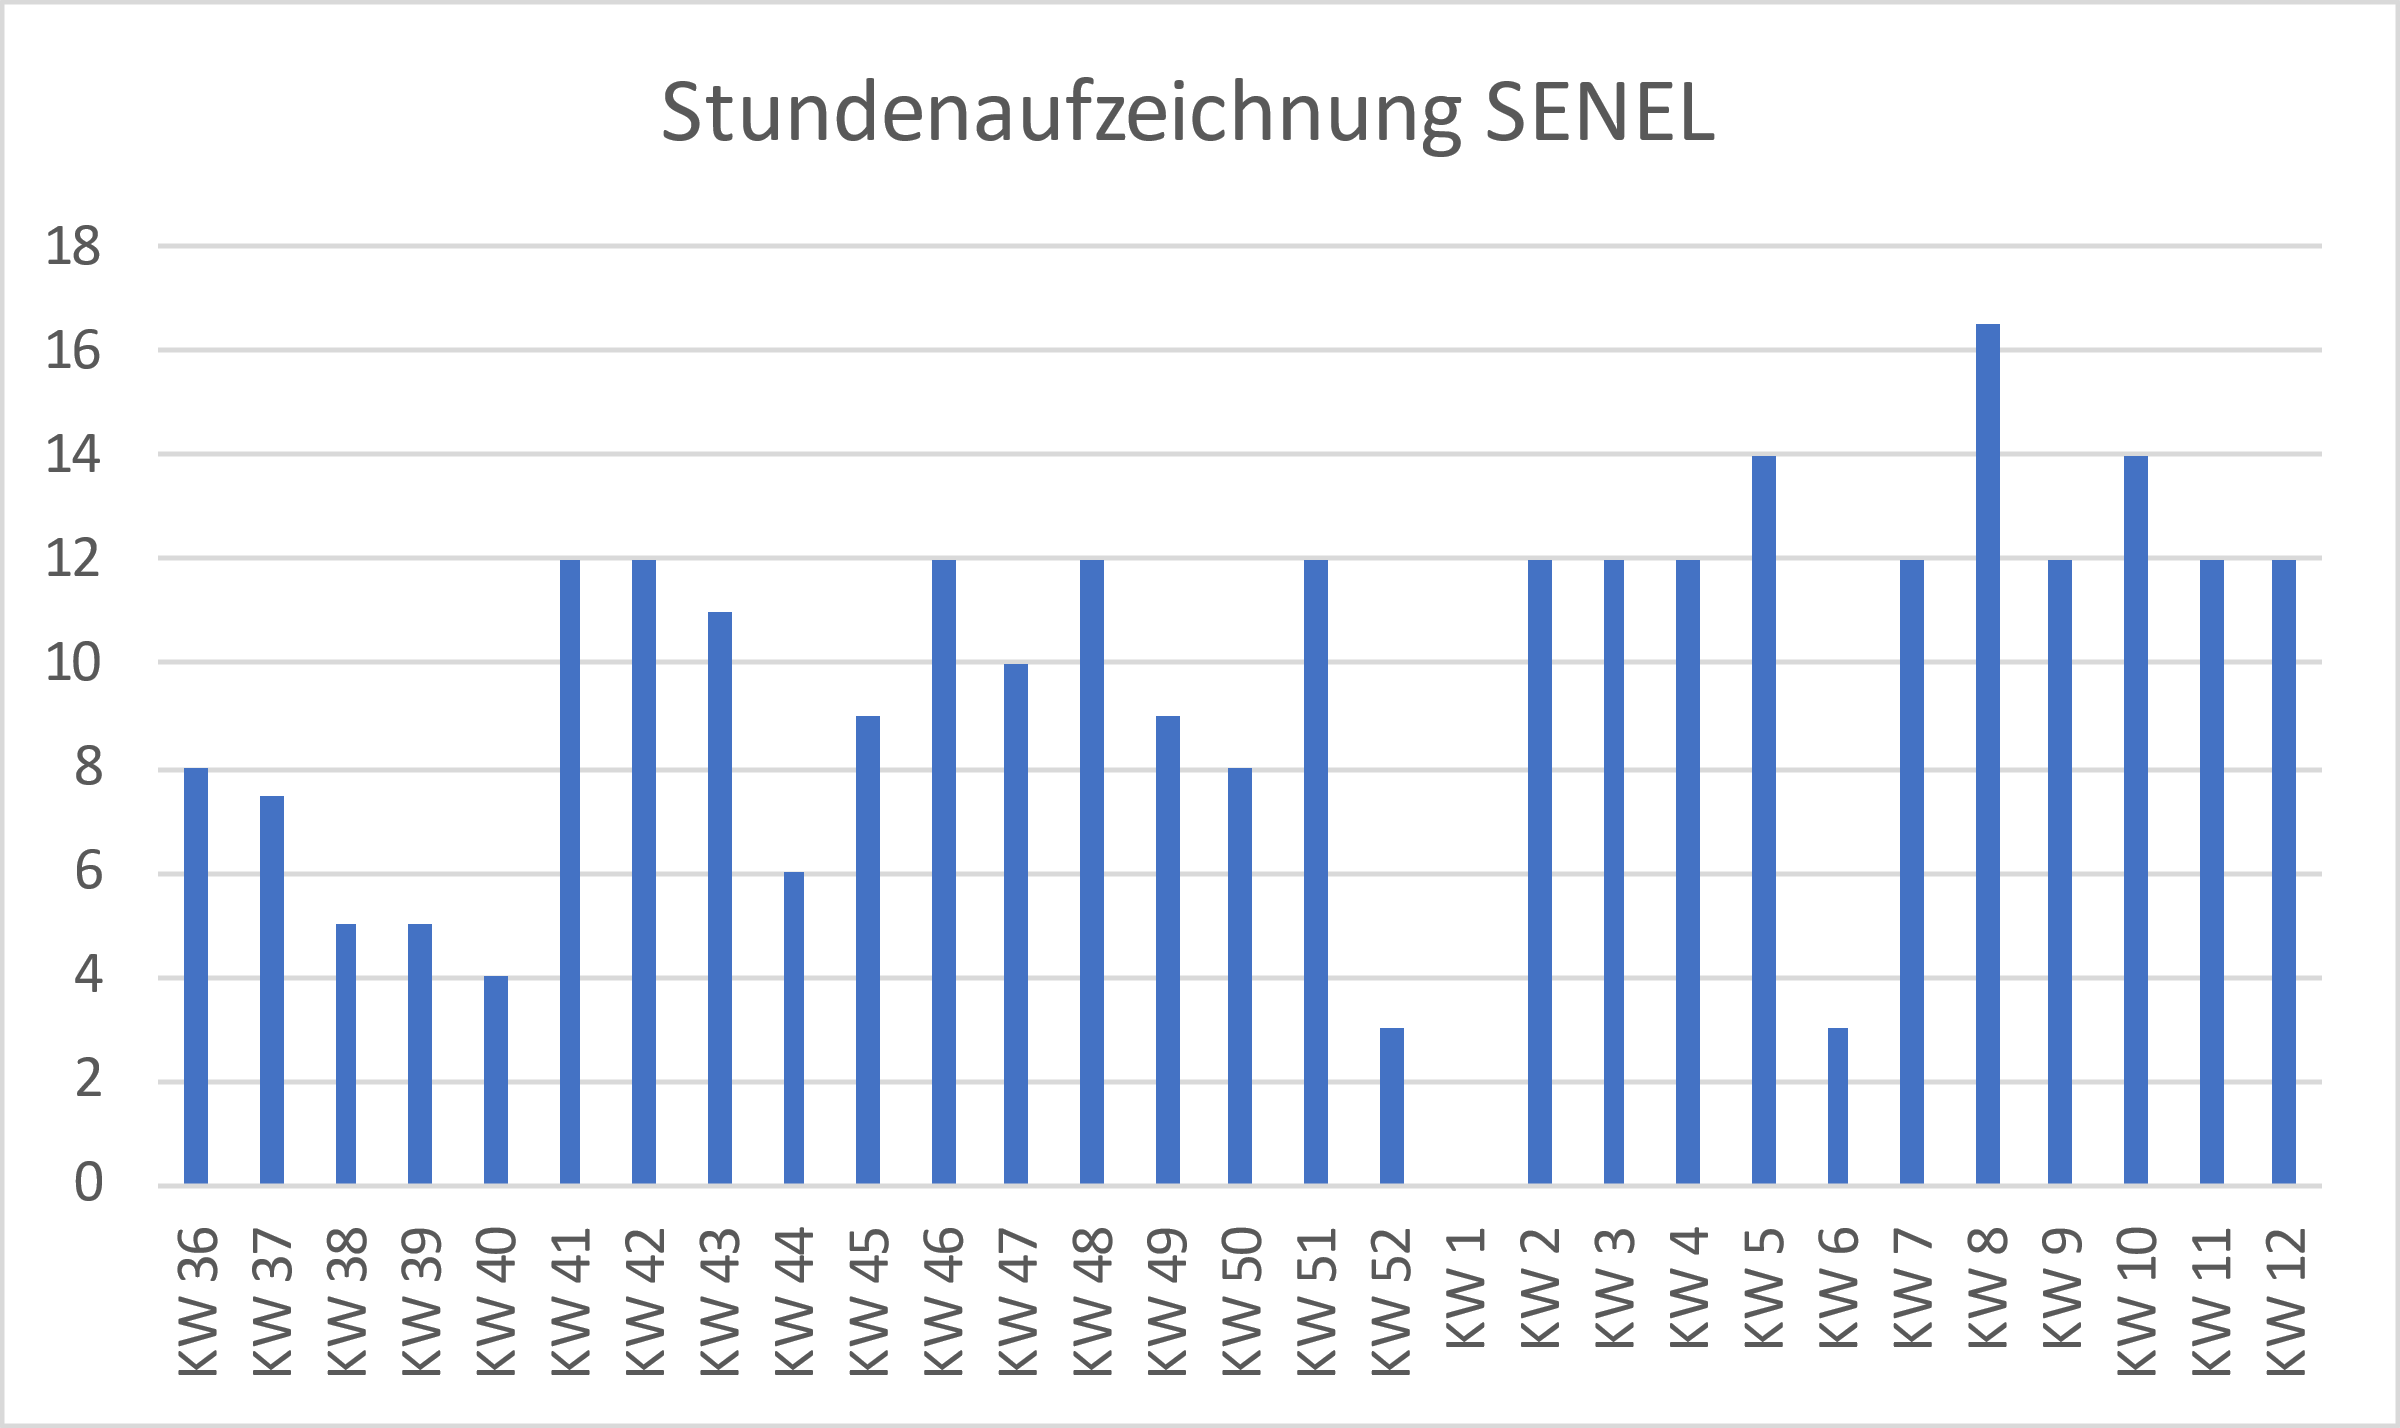 Stundenaufzeichnung SENEL
18
16
14
12
10
8
6
4
2
0
KW 36
KW 37
KW 38
KW 39
KW 40
KW 41
KW 42
KW 43
KW 44
KW 45
KW 46
KW 47
KW 48
KW 49
KW 50
KW 51
KW 52
KW 1
KW 2
KW 3
KW 4
KW 5
KW 6
KW 7
KW 8
KW 9
KW 10
KW 11
KW 12